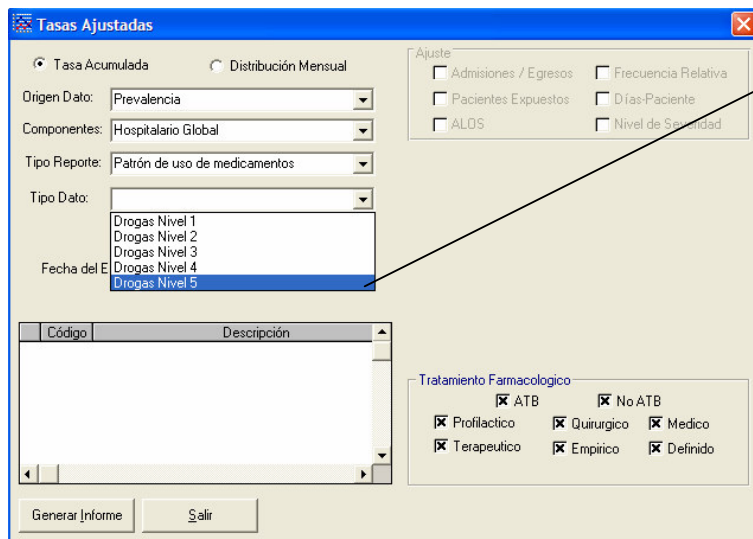 Tasas Ajustadas
Tasa Acumulada
Distribución Mensual
Origen Dato: Prevalencia
Componentes: Hospitalario Global
Tipo Reporte: Patrón de uso de medicamentos
Tipo Dato:
Drogas Nivel 1
Drogas Nivel 2
Drogas Nivel 3
Drogas Nivel 4
Fecha del E
Drogas Nivel 5
Ajuste
Admisiones / Egresos Frecuencia Relativa
Pacientes Expuestos Días-Paciente
ALOS Nivel de Severidad
Código Descripción
Tratamiento Farmacologico
ATB No ATB
Profilactico Quirurgico Medico
Terapeutico Empirico Definido
Generar Informe Salir